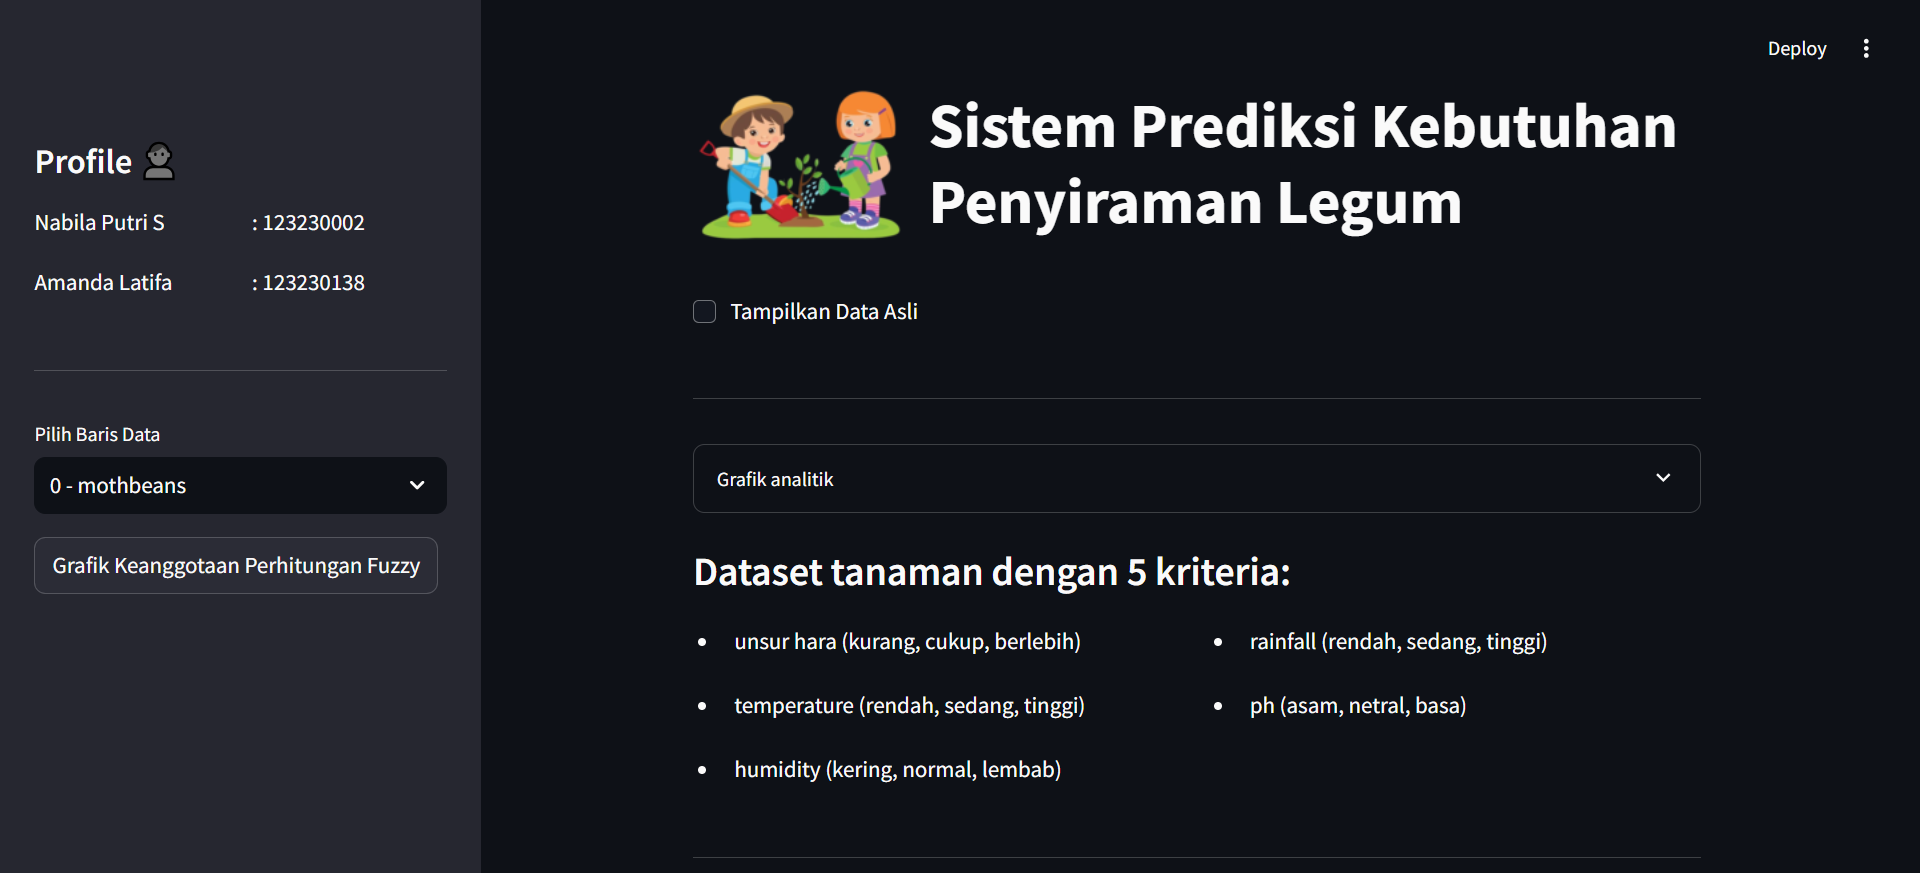 Deploy
Profile
Nabila Putri S : 123230002
Amanda Latifa : 123230138
Pilih Baris Data
0 - mothbeans
Grafik Keanggotaan Perhitungan Fuzzy
Sistem Prediksi Kebutuhan
Penyiraman Legum
Tampilkan Data Asli
Grafik analitik
Dataset tanaman dengan 5 kriteria:
• unsur hara (kurang, cukup, berlebih)
• temperature (rendah, sedang, tinggi)
• humidity (kering, normal, lembab)
• rainfall (rendah, sedang, tinggi)
• ph (asam, netral, basa)